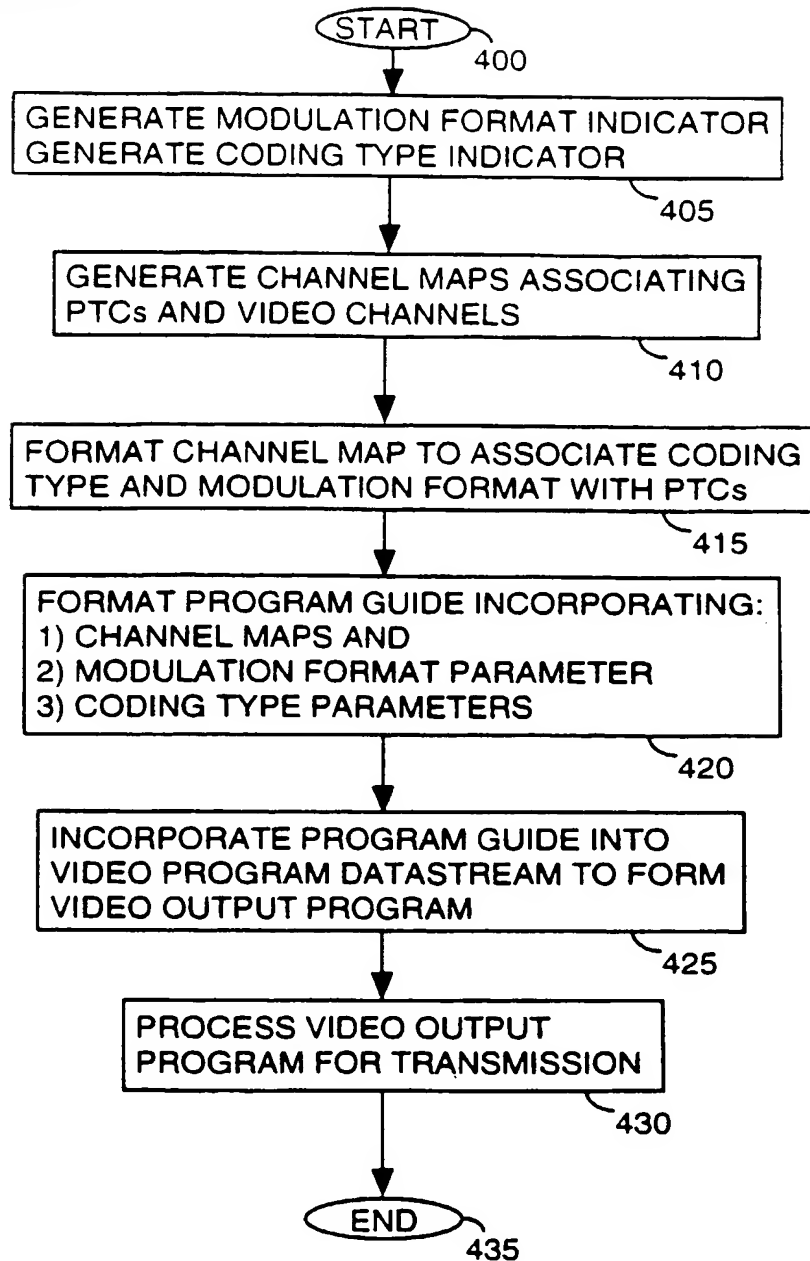 START
400
GENERATE MODULATION FORMAT INDICATOR
GENERATE CODING TYPE INDICATOR
405
GENERATE CHANNEL MAPS ASSOCIATING
PTCs AND VIDEO CHANNELS
410
FORMAT CHANNEL MAP TO ASSOCIATE CODING
TYPE AND MODULATION FORMAT WITH PTCs
415
FORMAT PROGRAM GUIDE INCORPORATING:
1) CHANNEL MAPS AND
2) MODULATION FORMAT PARAMETER
3) CODING TYPE PARAMETERS
420
INCORPORATE PROGRAM GUIDE INTO
VIDEO PROGRAM DATASTREAM TO FORM
VIDEO OUTPUT PROGRAM
425
PROCESS VIDEO OUTPUT
PROGRAM FOR TRANSMISSION
430
END
435